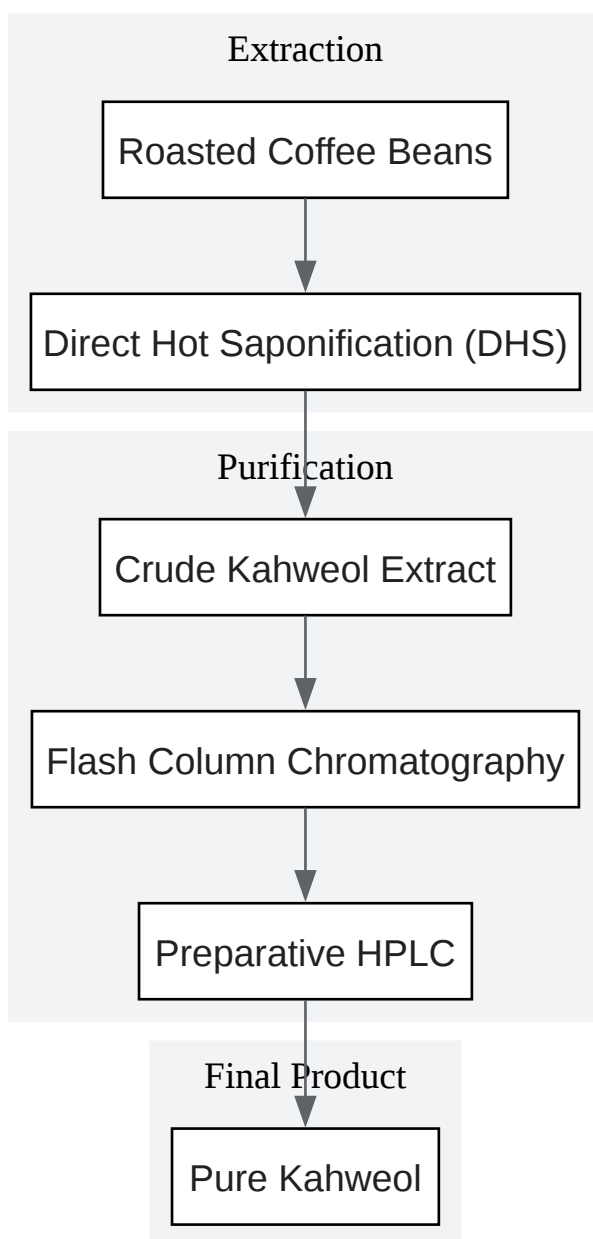 Extraction
Roasted Coffee Beans
Direct Hot Saponification (DHS)
Purification
Crude Kahweol Extract
Flash Column Chromatography
Preparative HPLC
Final Product
Pure Kahweol